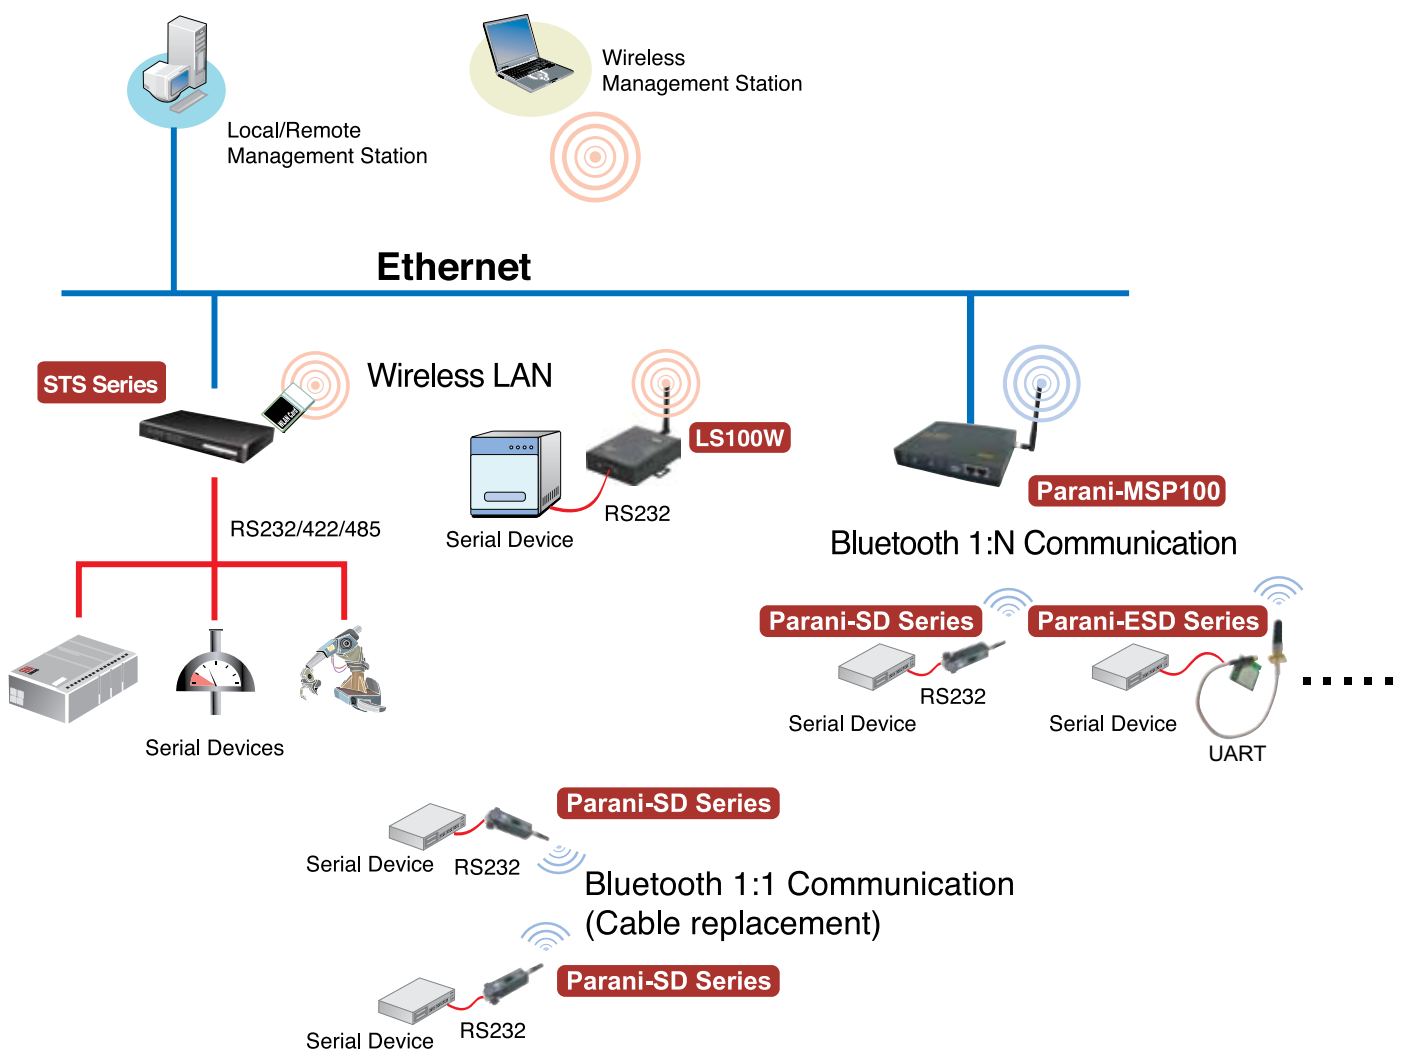 Wireless
Management Station
Local/Remote
Management Station
Ethernet
STS Series
WLAN Card
Wireless LAN
LS100W
Parani-MSP100
RS232/422/485
RS232
Serial Device
Bluetooth 1:N Communication
Parani-SD Series
Parani-ESD Series
RS232
Serial Device
Serial Device
UART
Serial Devices
Parani-SD Series
Serial Device
RS232
Bluetooth 1:1 Communication
(Cable replacement)
Parani-SD Series
Serial Device
RS232